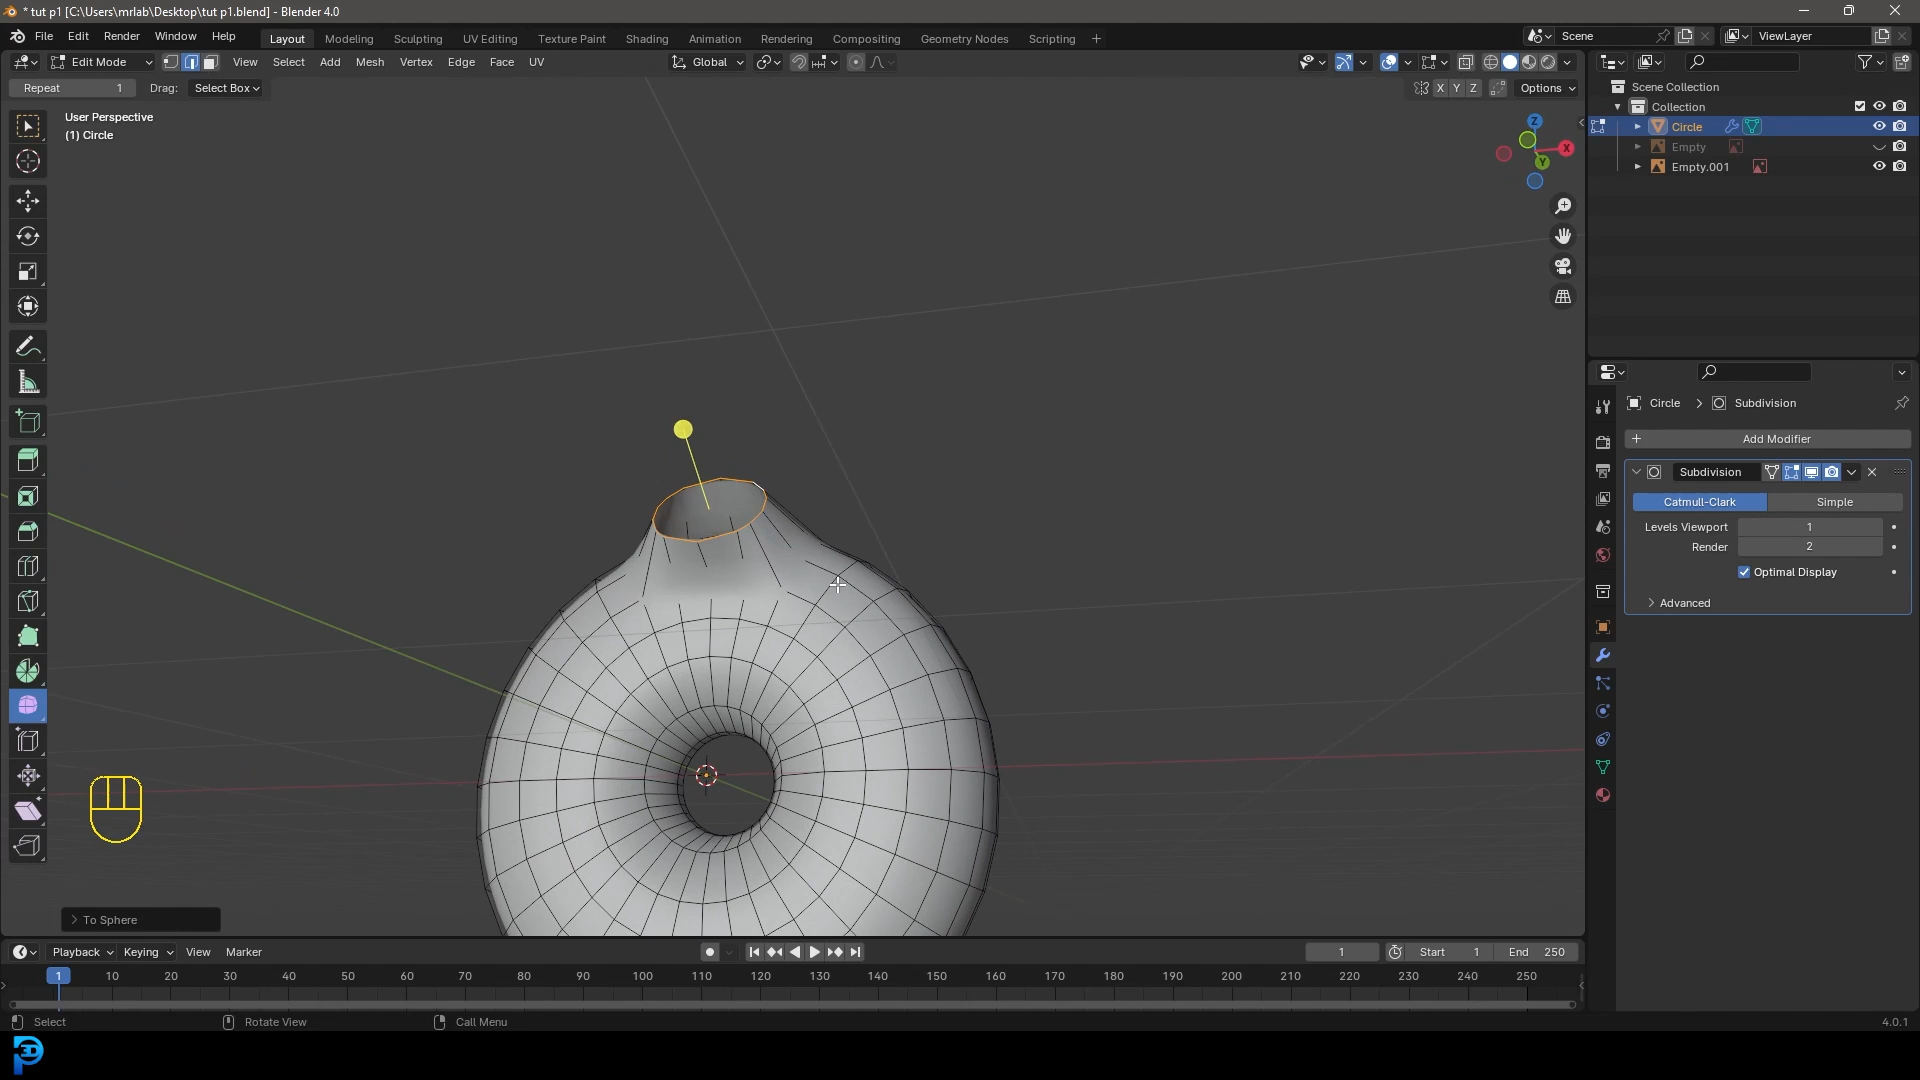 * tut p1 [C:\Users\mrlab\Desktop\tut p1.blend] - Blender 4.0
File Edit Render Window Help
Layout Modeling Sculpting UV Editing Texture Paint Shading Animation Rendering Compositing Geometry Nodes Scripting +
Scene
ViewLayer
Edit Mode View Select Add Mesh Vertex Edge Face UV
Global
Repeat 1 Drag: Select Box
X Y Z Options
User Perspective
(1) Circle
Z
X
Y
Scene Collection
Collection
Circle
Empty
Empty.001
Circle > Subdivision
+ Add Modifier
Subdivision
Catmull-Clark Simple
Levels Viewport 1
Render 2
Optimal Display
Advanced
> To Sphere
Playback Keying View Marker
1 Start 1 End 250
1 10 20 30 40 50 60 70 80 90 100 110 120 130 140 150 160 170 180 190 200 210 220 230 240 250
Select Rotate View Call Menu
4.0.1
3D